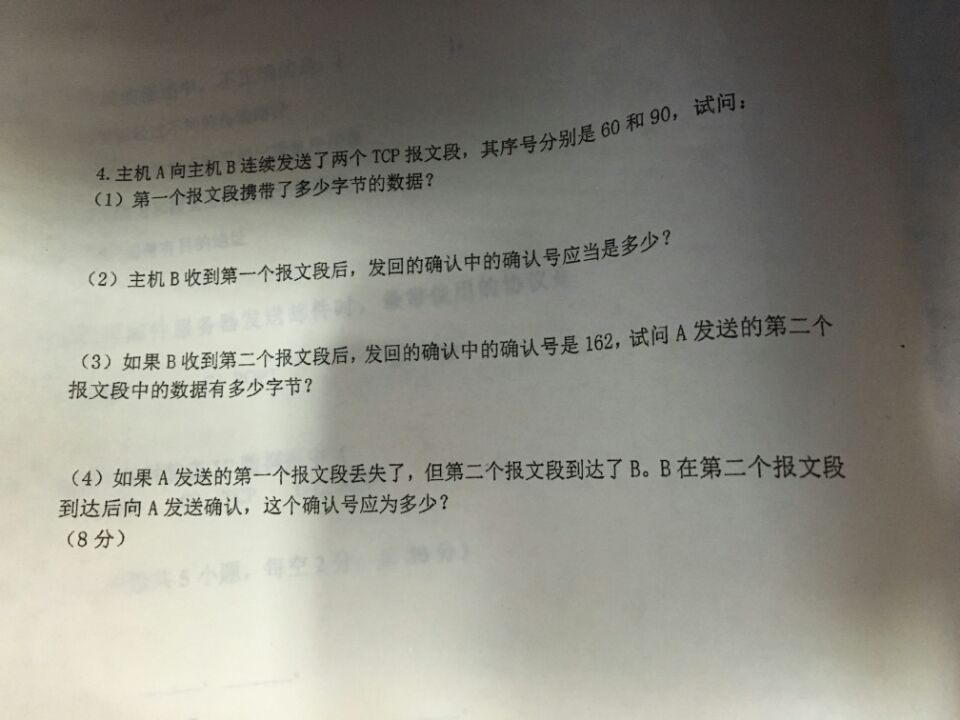 4.主机 A 向主机 B 连续发送了两个 TCP 报文段，其序号分别是 60 和 90，试问：
（1）第一个报文段携带了多少字节的数据？
（2）主机 B 收到第一个报文段后，发回的确认中的确认号应当是多少？
（3）如果 B 收到第二个报文段后，发回的确认中的确认号是 162，试问 A 发送的第二个
报文段中的数据有多少字节？
（4）如果 A 发送的第一个报文段丢失了，但第二个报文段到达了 B。B 在第二个报文段
到达后向 A 发送确认，这个确认号应为多少？
（8 分）